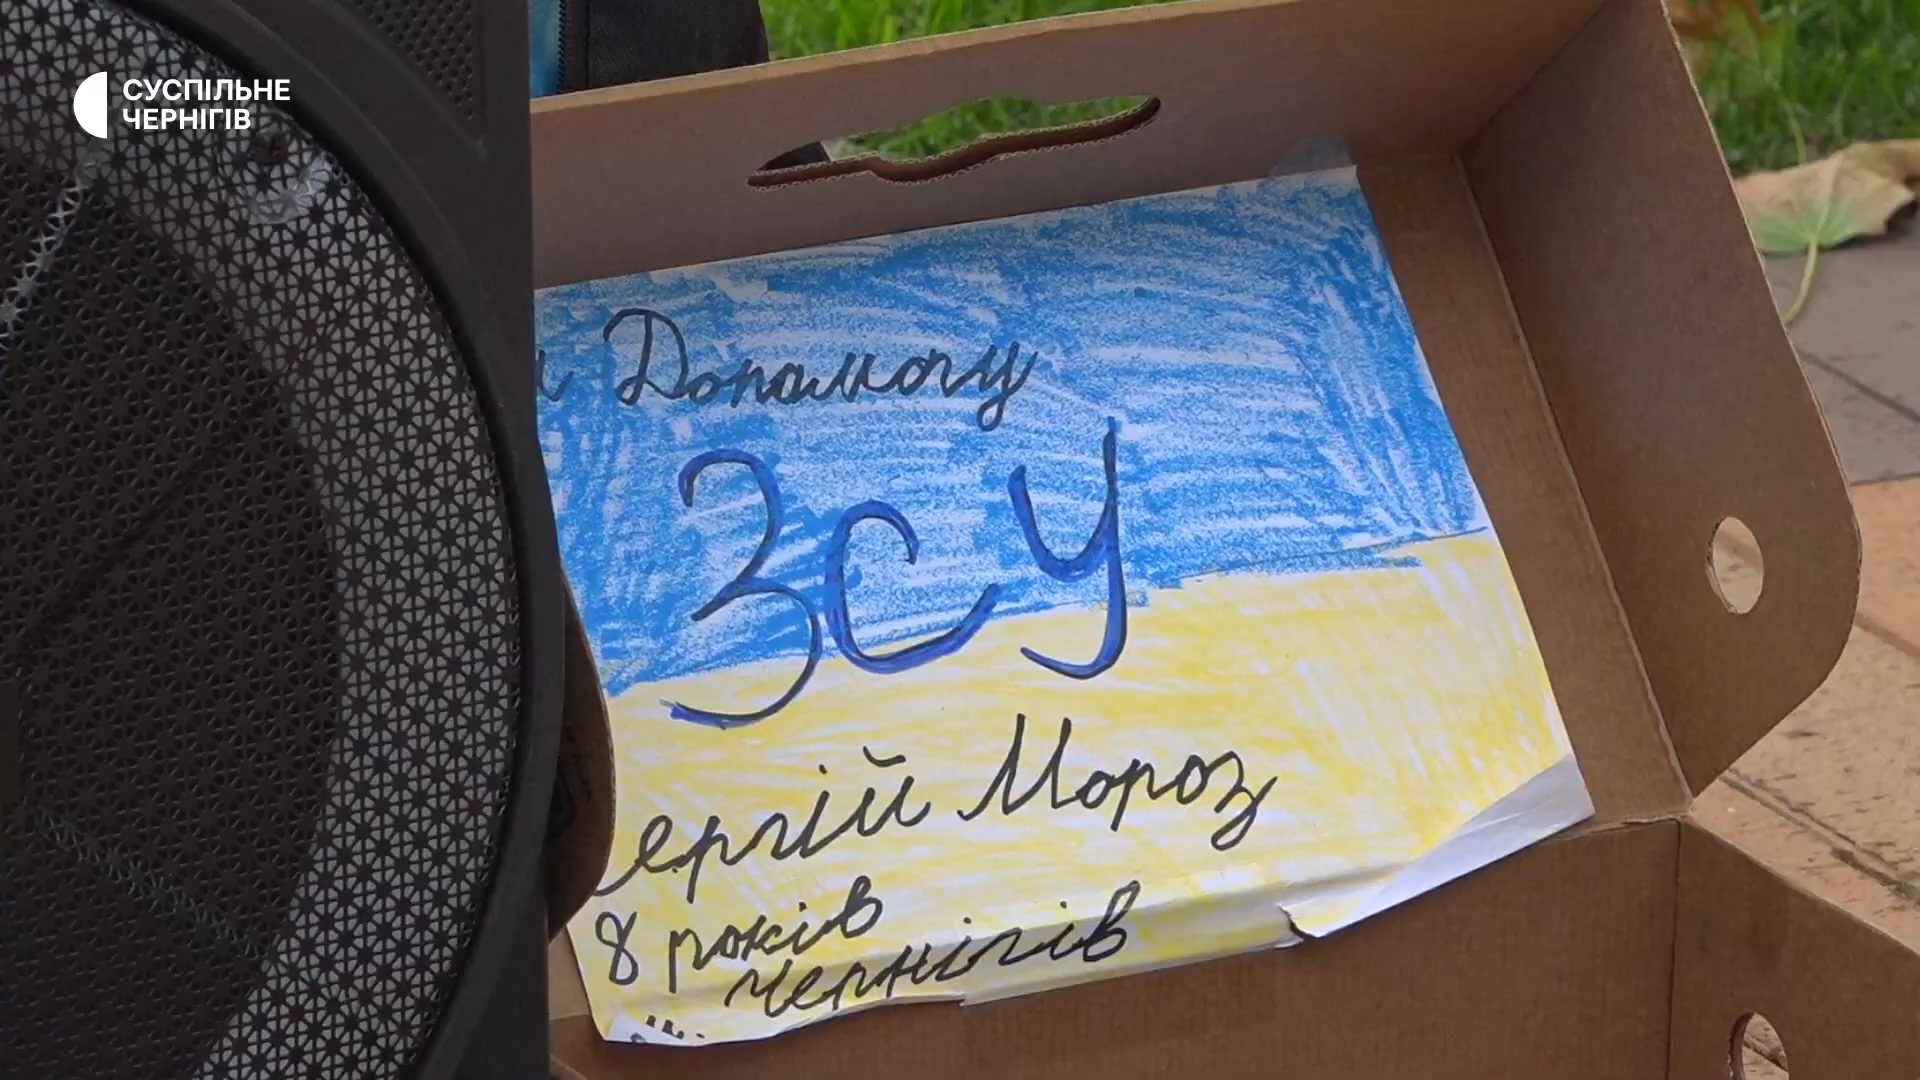 СУСПІЛЬНЕ
ЧЕРНІГІВ
Допомогу
ЗСУ
ергій Мороз
8 років
Чернігів